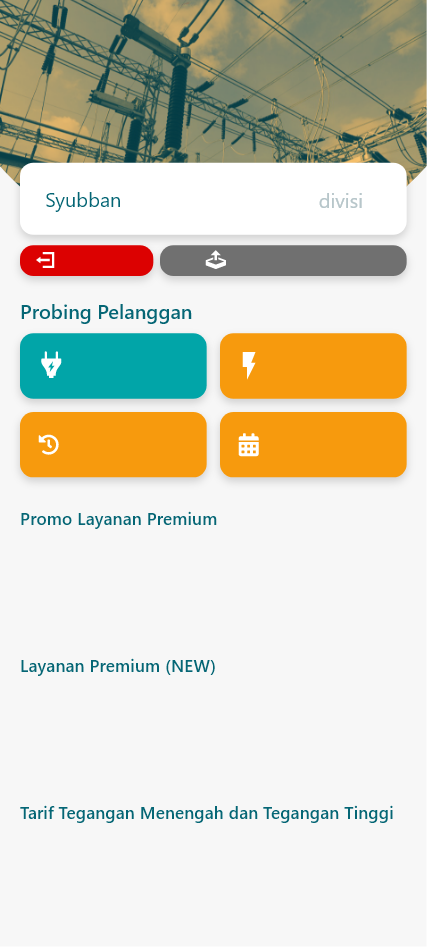 Syubban
divisi
Probing Pelanggan
Promo Layanan Premium
Layanan Premium (NEW)
Tarif Tegangan Menengah dan Tegangan Tinggi